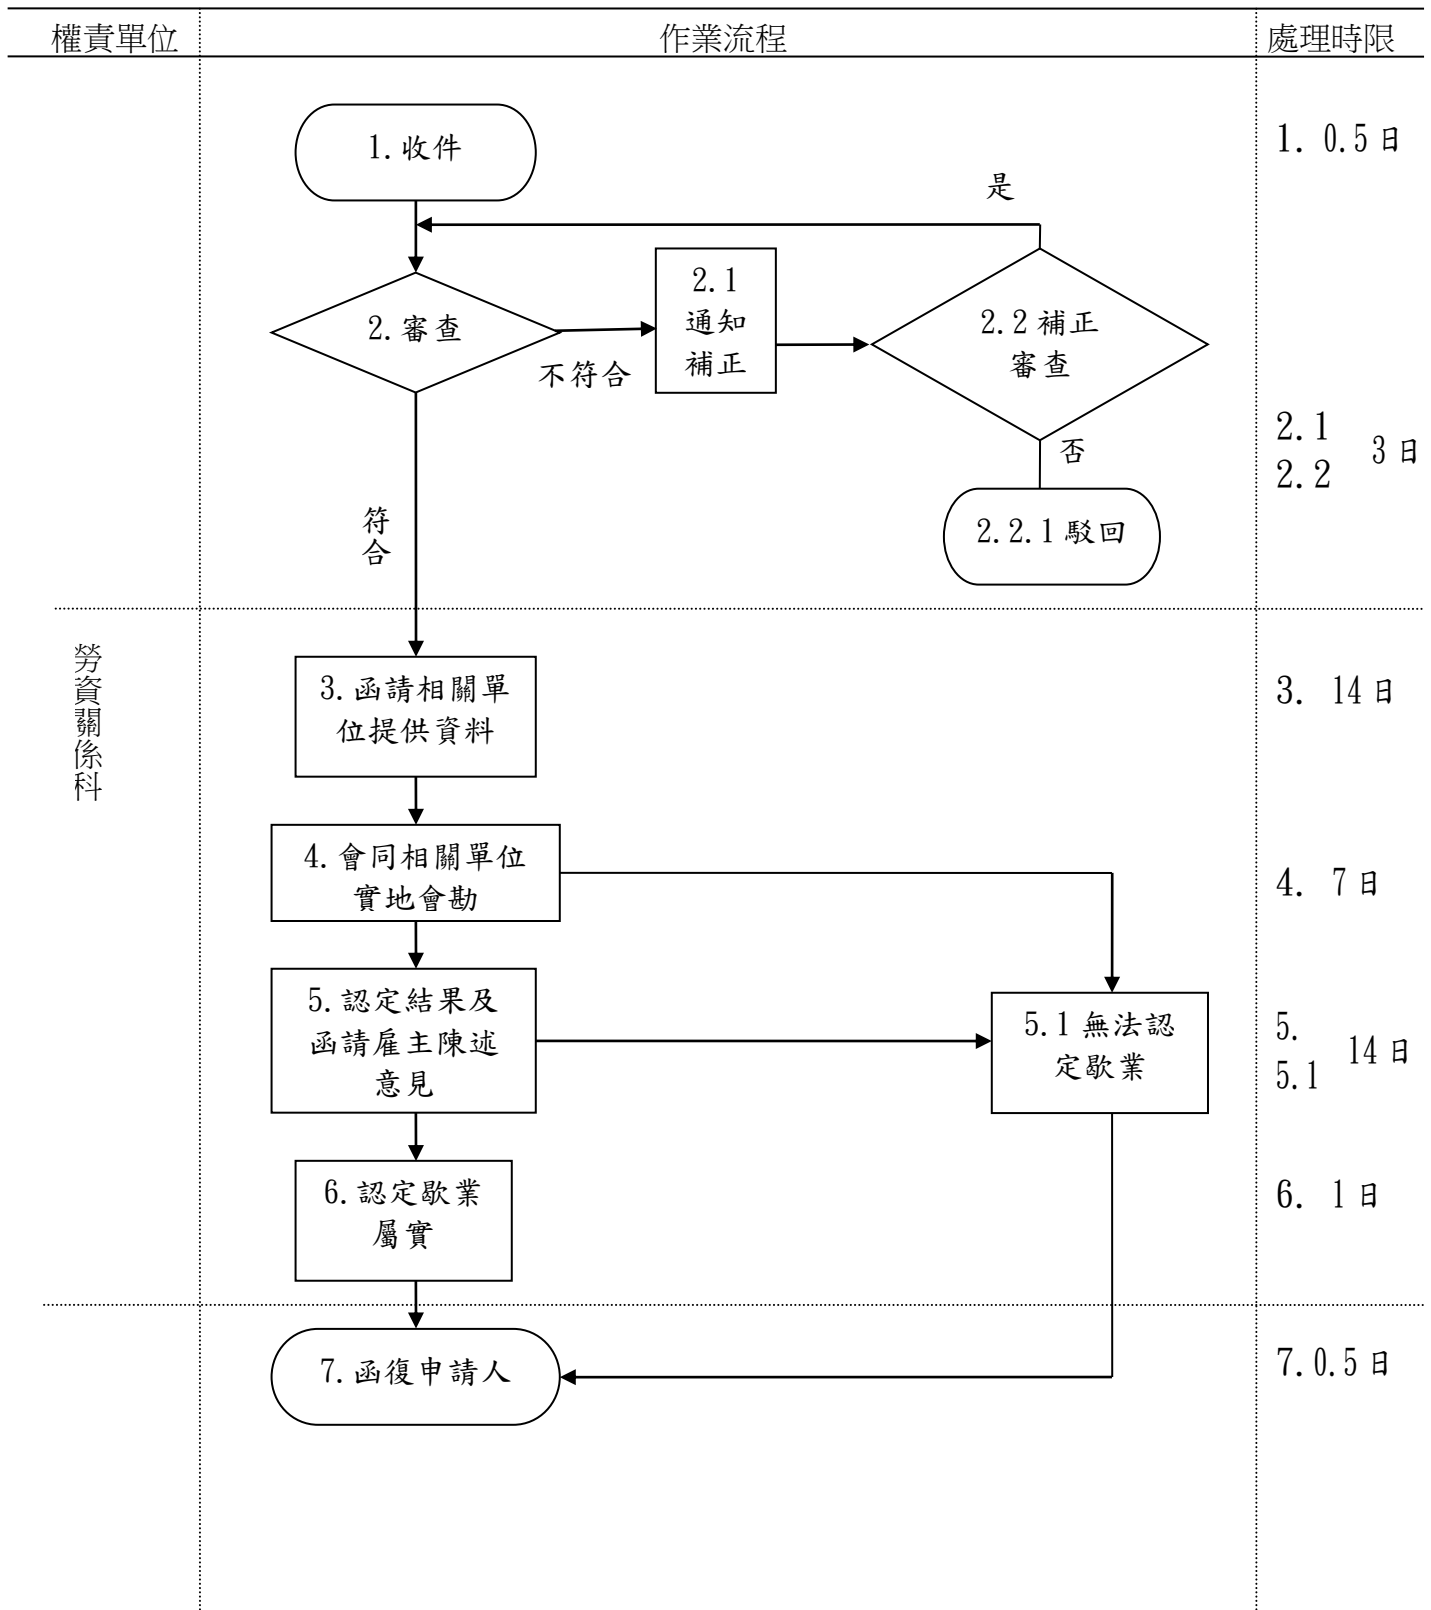 權責單位
作業流程
處理時限
1.收件
1. 0.5日
是
2.審查
不符合
2.1
通知
補正
2.2補正
審查
否
2.1
2.2
3日
2.2.1駁回
符合
勞資關係科
3.函請相關單
位提供資料
3. 14日
4.會同相關單位
實地會勘
4. 7日
5.認定結果及
函請雇主陳述
意見
5.1無法認
定歇業
5.
5.1
14日
6.認定歇業
屬實
6. 1日
7.函復申請人
7.0.5日